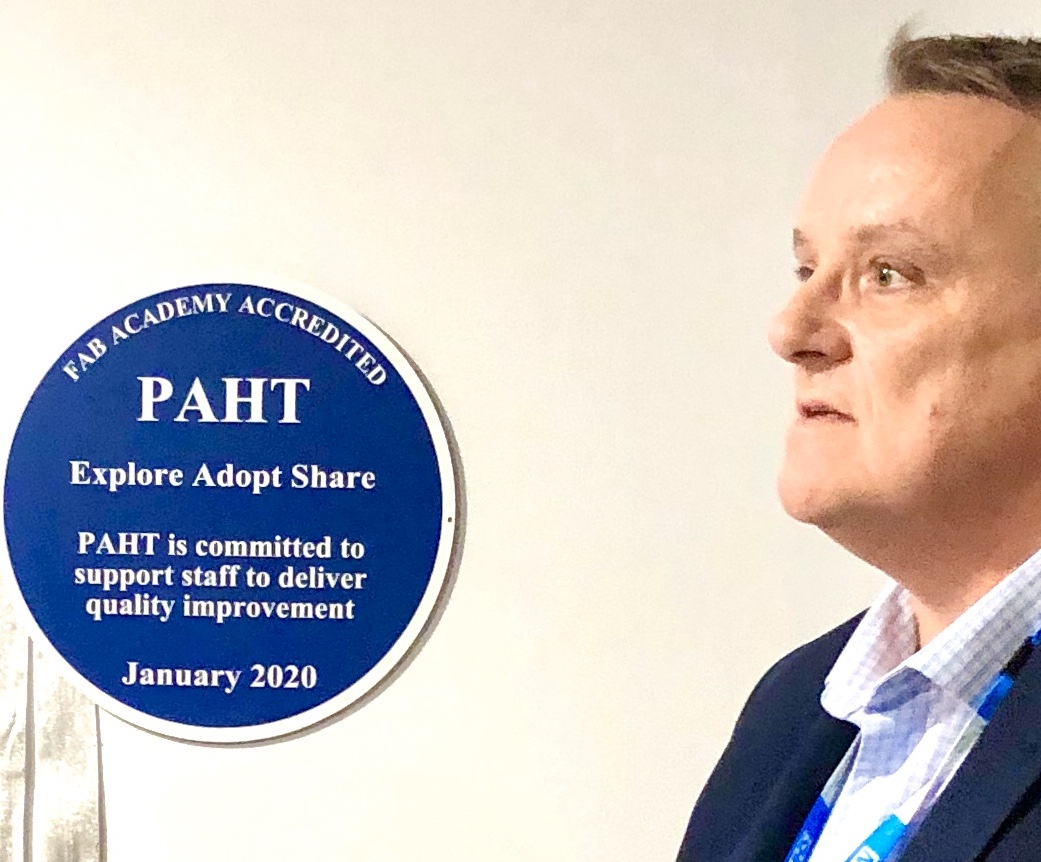 FAB ACADEMY ACCREDITED
PAHT
Explore Adopt Share
PAHT is committed to
support staff to deliver
quality improvement
January 2020